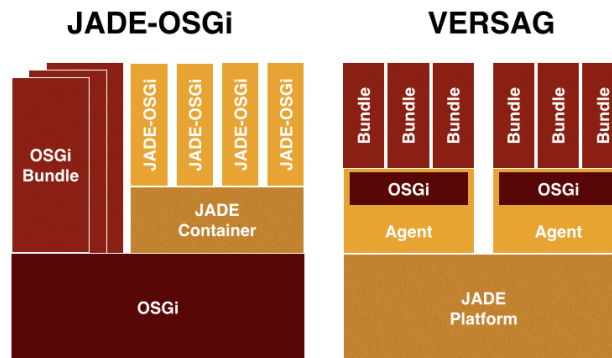 JADE-OSGi
OSGi
Bundle
JADE-OSGi
JADE-OSGi
JADE-OSGi
JADE-OSGi
JADE
Container
OSGi
VERSAG
Bundle
Bundle
Bundle
Bundle
Bundle
Bundle
OSGi
Agent
OSGi
Agent
JADE
Platform